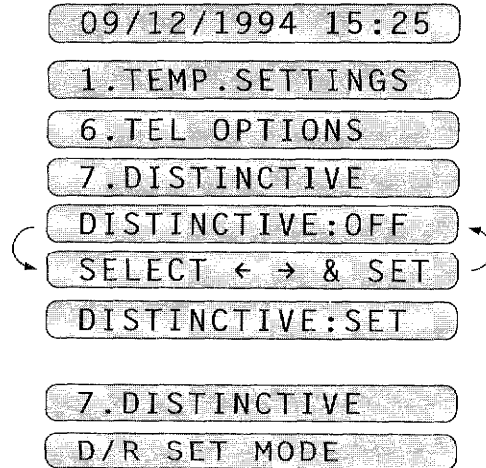 09/12/1994 15:25
1.TEMP.SETTINGS
6.TEL OPTIONS
7.DISTINCTIVE
DISTINCTIVE:OFF
SELECT ← → & SET
DISTINCTIVE:SET
7.DISTINCTIVE
D/R SET MODE